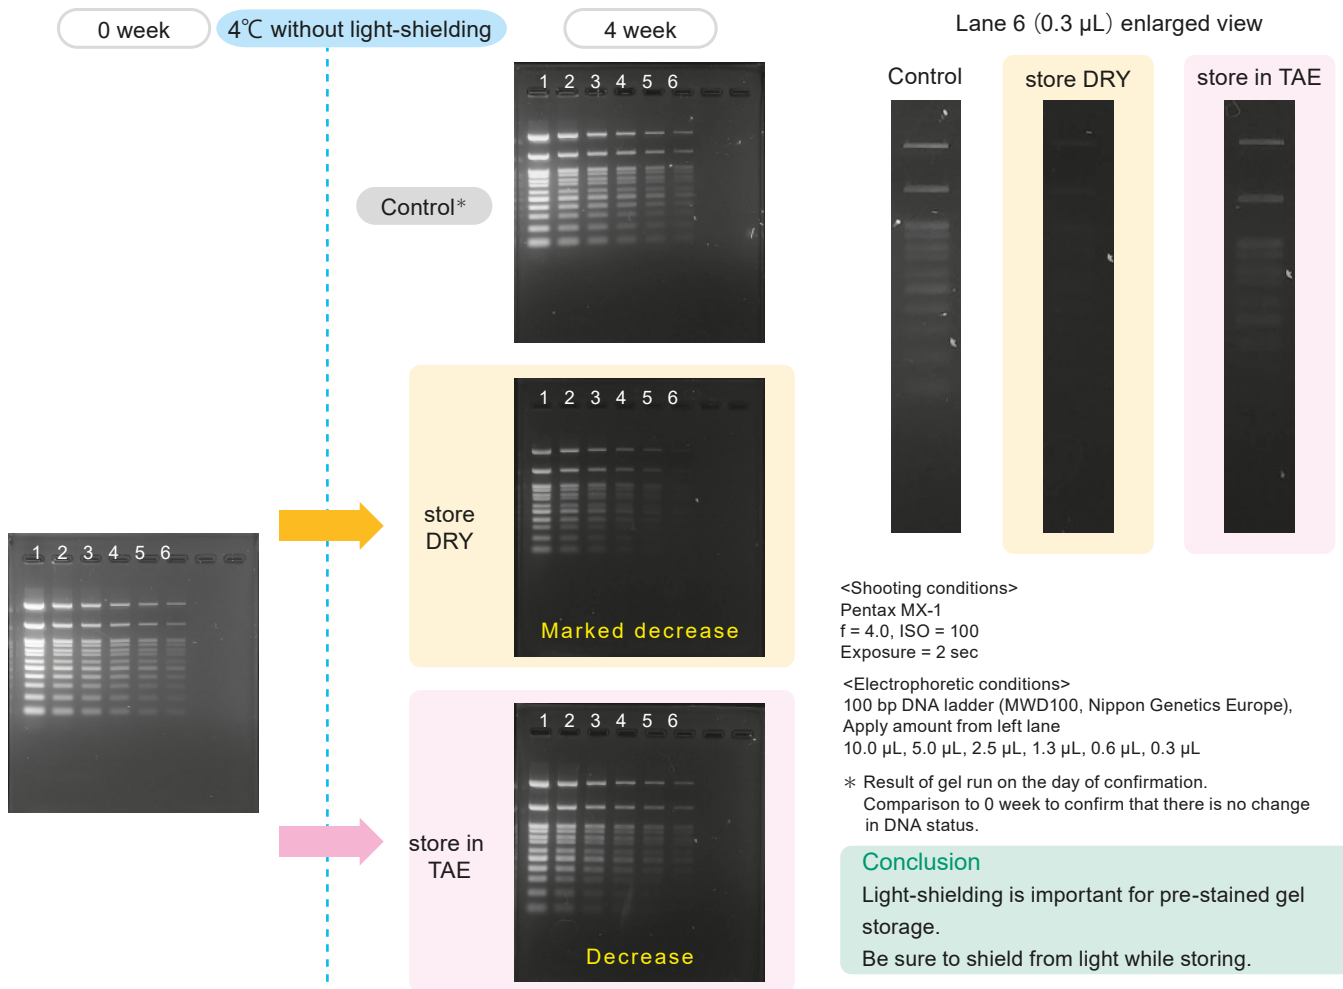 0 week
4℃ without light-shielding
4 week
Control*
1 2 3 4 5 6
store
DRY
1 2 3 4 5 6
Marked decrease
1 2 3 4 5 6
store in
TAE
1 2 3 4 5 6
Decrease
Lane 6 (0.3 µL) enlarged view
Control
store DRY
store in TAE
<Shooting conditions>
Pentax MX-1
f = 4.0, ISO = 100
Exposure = 2 sec
<Electrophoretic conditions>
100 bp DNA ladder (MWD100, Nippon Genetics Europe),
Apply amount from left lane
10.0 µL, 5.0 µL, 2.5 µL, 1.3 µL, 0.6 µL, 0.3 µL
* Result of gel run on the day of confirmation.
Comparison to 0 week to confirm that there is no change
in DNA status.
Conclusion
Light-shielding is important for pre-stained gel
storage.
Be sure to shield from light while storing.